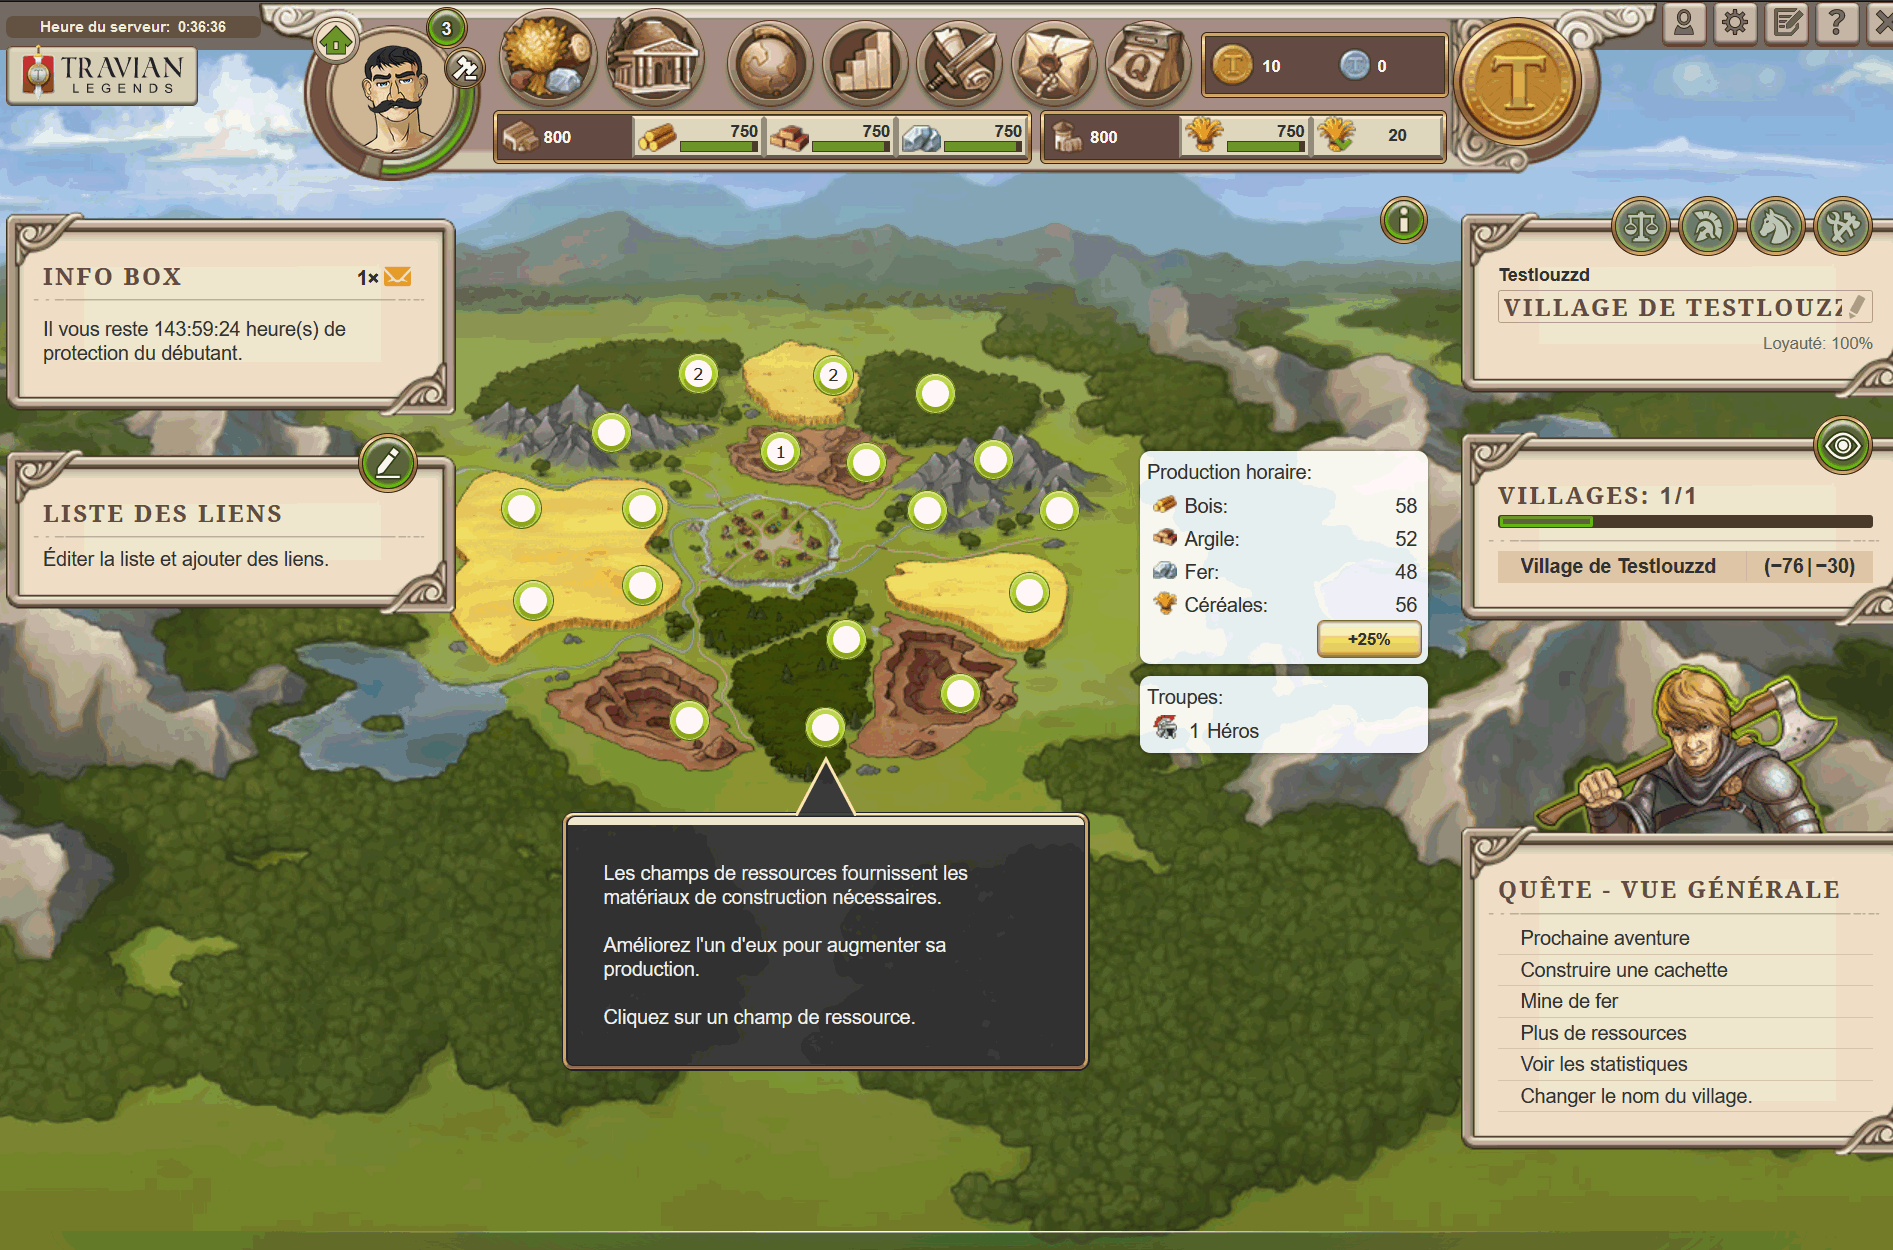 Heure du serveur: 0:36:36
TRAVIAN
LEGENDS
3
10
0
800
750
750
750
800
750
20
INFO BOX
1×
Il vous reste 143:59:24 heure(s) de
protection du débutant.
LISTE DES LIENS
Éditer la liste et ajouter des liens.
2
2
1
Production horaire:
Bois: 58
Argile: 52
Fer: 48
Céréales: 56
+25%
Troupes:
1 Héros
Les champs de ressources fournissent les
matériaux de construction nécessaires.
Améliorez l'un d'eux pour augmenter sa
production.
Cliquez sur un champ de ressource.
Testlouzzd
VILLAGE DE TESTLOUZZ
Loyauté: 100%
VILLAGES: 1/1
Village de Testlouzzd (−76|−30)
QUÊTE - VUE GÉNÉRALE
Prochaine aventure
Construire une cachette
Mine de fer
Plus de ressources
Voir les statistiques
Changer le nom du village.